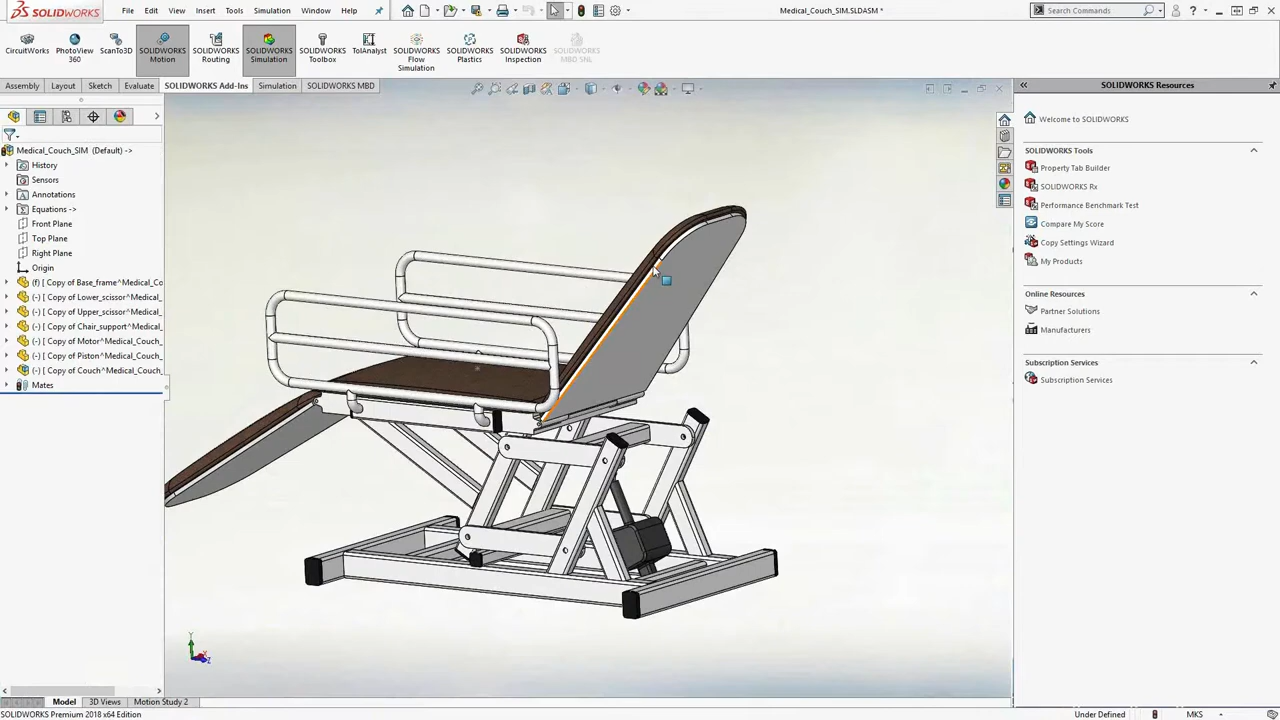 SOLIDWORKS
File
Edit
View
Insert
Tools
Simulation
Window
Help
Medical_Couch_SIM.SLDASM *
Search Commands
CircuitWorks
PhotoView
360
ScanTo3D
SOLIDWORKS
Motion
SOLIDWORKS
Routing
SOLIDWORKS
Simulation
SOLIDWORKS
Toolbox
TolAnalyst
SOLIDWORKS
Flow
Simulation
SOLIDWORKS
Plastics
SOLIDWORKS
Inspection
SOLIDWORKS
MBD SNL
Assembly
Layout
Sketch
Evaluate
SOLIDWORKS Add-Ins
Simulation
SOLIDWORKS MBD
Medical_Couch_SIM (Default) ->
History
Sensors
Annotations
Equations ->
Front Plane
Top Plane
Right Plane
Origin
(f) [ Copy of Base_frame^Medical_
(-) [ Copy of Lower_scissor^Medical_
(-) [ Copy of Upper_scissor^Medical_
(-) [ Copy of Chair_support^Medical_
(-) [ Copy of Motor^Medical_Couch_
(-) [ Copy of Piston^Medical_Couch_
(-) [ Copy of Couch^Medical_Couch_
Mates
SOLIDWORKS Resources
Welcome to SOLIDWORKS
SOLIDWORKS Tools
Property Tab Builder
SOLIDWORKS Rx
Performance Benchmark Test
Compare My Score
Copy Settings Wizard
My Products
Online Resources
Partner Solutions
Manufacturers
Subscription Services
Subscription Services
Y
X
Z
Model
3D Views
Motion Study 2
SOLIDWORKS Premium 2018 x64 Edition
Under Defined
MKS